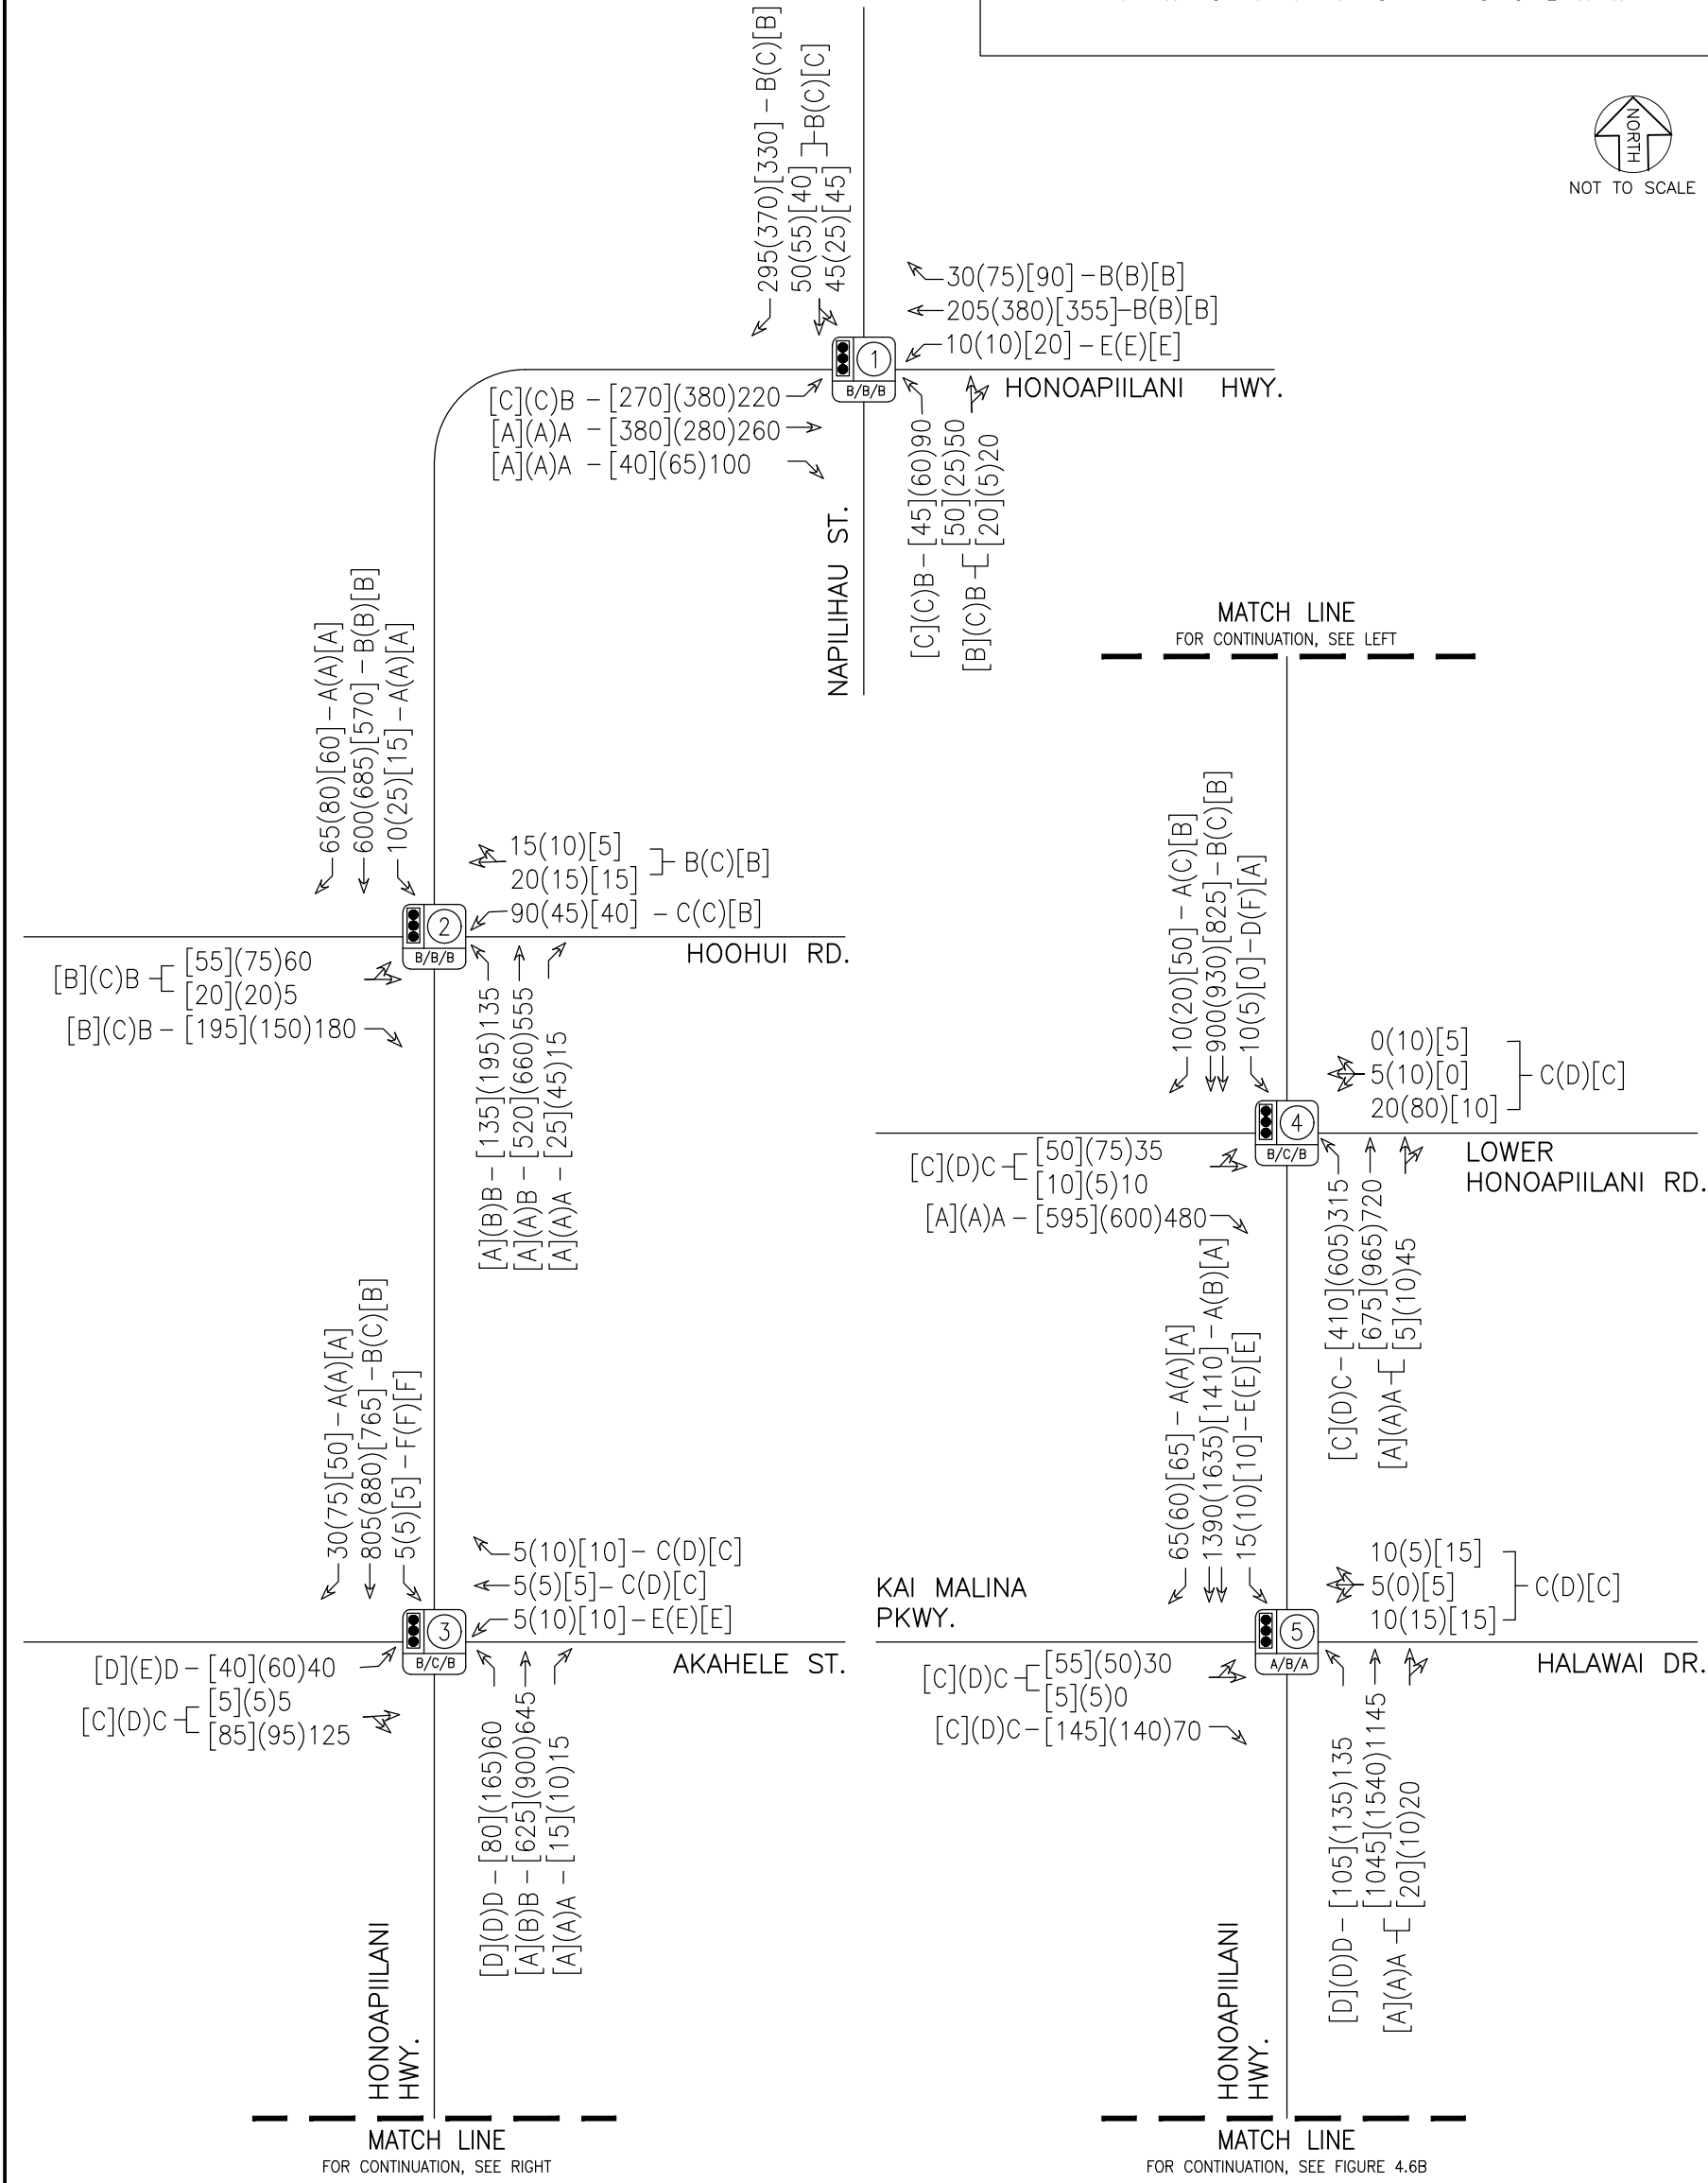 NORTH
NOT TO SCALE
295(370)[330] - B(C)[B]
50(55)[40]
45(25)[45]
B(C)[C]
30(75)[90] - B(B)[B]
205(380)[355] - B(B)[B]
10(10)[20] - E(E)[E]
1
B/B/B
HONOAPIILANI HWY.
[C](C)B - [270](380)220
[A](A)A - [380](280)260
[A](A)A - [40](65)100
NAPILIHAU ST.
[C](C)B - [45](60)90
[50](25)50
[20](5)20
[B](C)B
65(80)[60] - A(A)[A]
600(685)[570] - B(B)[B]
10(25)[15] - A(A)[A]
15(10)[5]
20(15)[15]
B(C)[B]
90(45)[40] - C(C)[B]
2
B/B/B
HOOHUI RD.
[B](C)B
[55](75)60
[20](20)5
[B](C)B - [195](150)180
[A](B)B - [135](195)135
[A](A)B - [520](660)555
[A](A)A - [25](45)15
30(75)[50] - A(A)[A]
805(880)[765] - B(C)[B]
5(5)[5] - F(F)[F]
5(10)[10] - C(D)[C]
5(5)[5] - C(D)[C]
5(10)[10] - E(E)[E]
3
B/C/B
AKAHELE ST.
[D](E)D - [40](60)40
[C](D)C
[5](5)5
[85](95)125
[D](D)D - [80](165)60
[A](B)B - [625](900)645
[A](A)A - [15](10)15
HONOAPIILANI
HWY.
MATCH LINE
FOR CONTINUATION, SEE RIGHT
MATCH LINE
FOR CONTINUATION, SEE LEFT
10(20)[50] - A(C)[B]
900(930)[825] - B(C)[B]
10(5)[0] - D(F)[A]
0(10)[5]
5(10)[0]
20(80)[10]
C(D)[C]
4
B/C/B
LOWER
HONOAPIILANI RD.
[C](D)C
[50](75)35
[10](5)10
[A](A)A - [595](600)480
[C](D)C - [410](605)315
[675](965)720
[5](10)45
[A](A)A
65(60)[65] - A(A)[A]
1390(1635)[1410] - A(B)[A]
15(10)[10] - E(E)[E]
10(5)[15]
5(0)[5]
10(15)[15]
C(D)[C]
KAI MALINA
PKWY.
5
A/B/A
HALAWAI DR.
[C](D)C
[55](50)30
[5](5)0
[C](D)C - [145](140)70
[D](D)D - [105](135)135
[1045](1540)1145
[20](10)20
[A](A)A
HONOAPIILANI
HWY.
MATCH LINE
FOR CONTINUATION, SEE FIGURE 4.6B